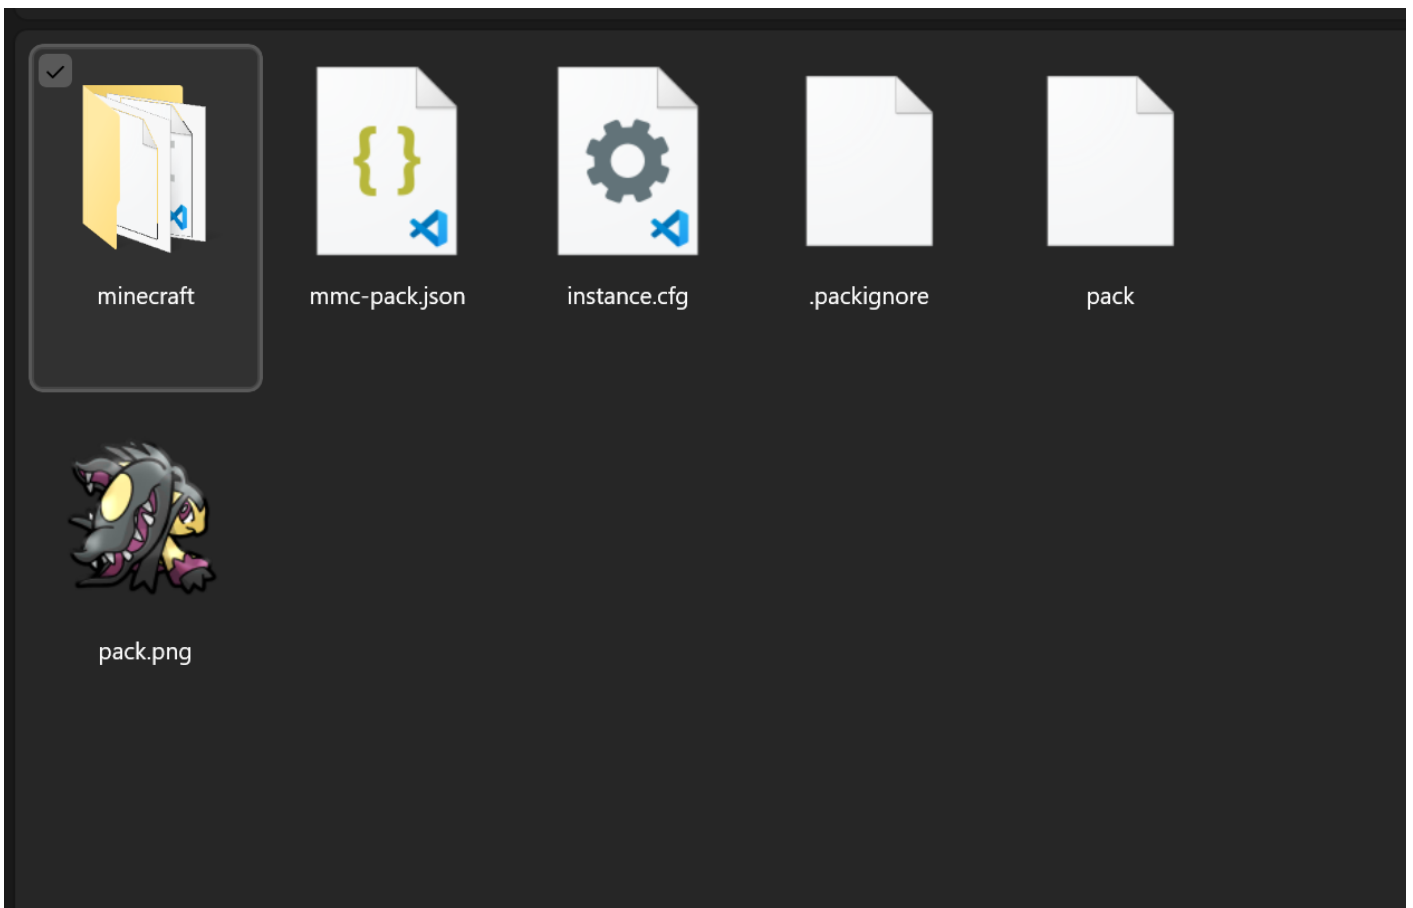 minecraft
mmc-pack.json
instance.cfg
.packignore
pack
pack.png